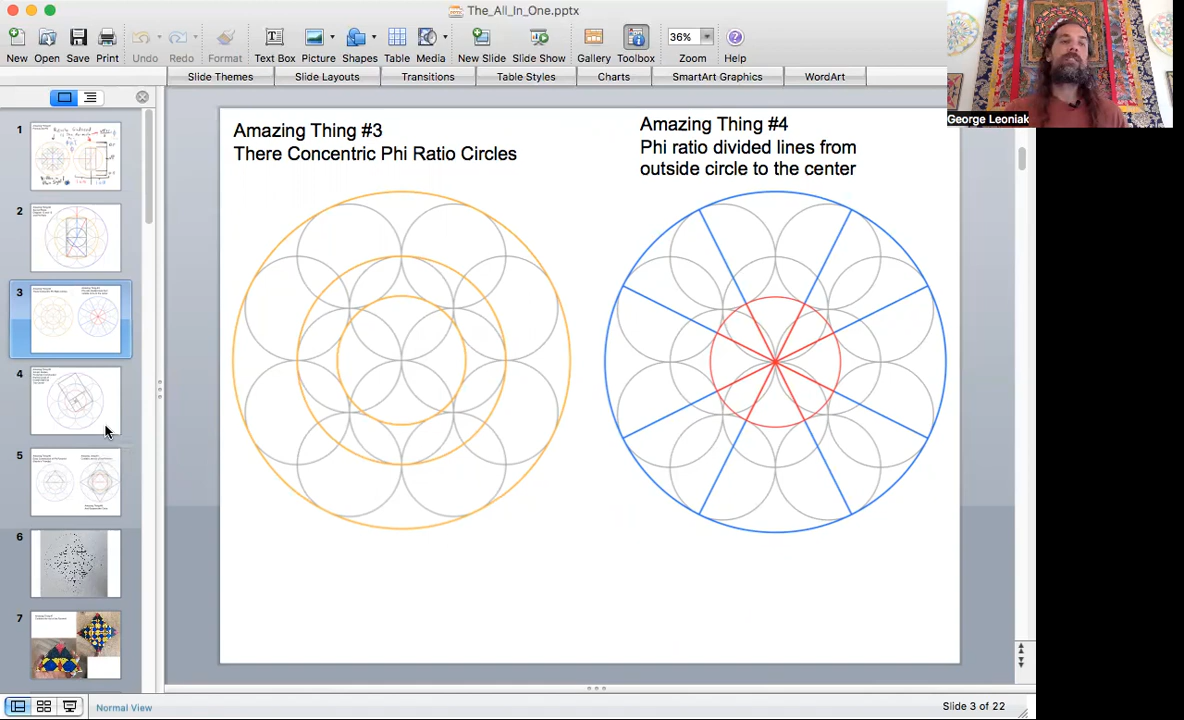 The_All_In_One.pptx
New Open Save Print Undo Redo Format Text Box Picture Shapes Table Media New Slide Slide Show Gallery Toolbox Zoom Help
36%
Slide Themes Slide Layouts Transitions Table Styles Charts SmartArt Graphics WordArt
George Leoniak
Amazing Thing #3
There Concentric Phi Ratio Circles
Amazing Thing #4
Phi ratio divided lines from
outside circle to the center
1
2
3
4
5
6
7
Normal View
Slide 3 of 22